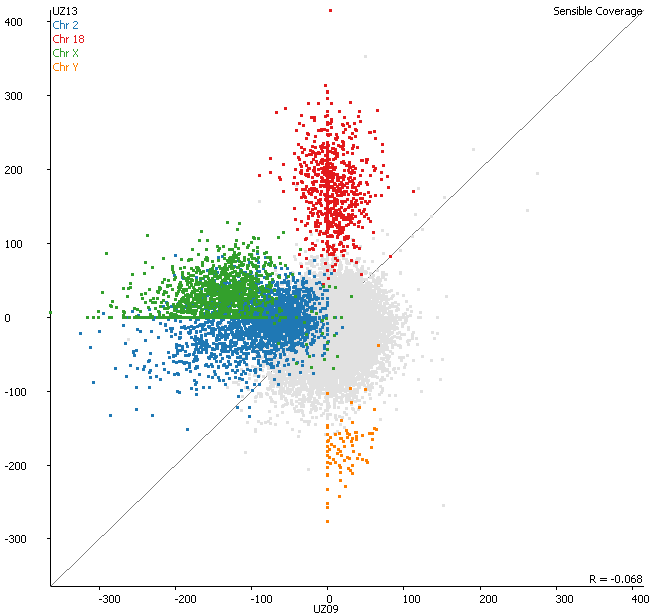 UZ13
Sensible Coverage
Chr 2
Chr 18
Chr X
Chr Y
400
300
200
100
0
-100
-200
-300
R = -0.068
-300 -200 -100 0 100 200 300 400
UZ09